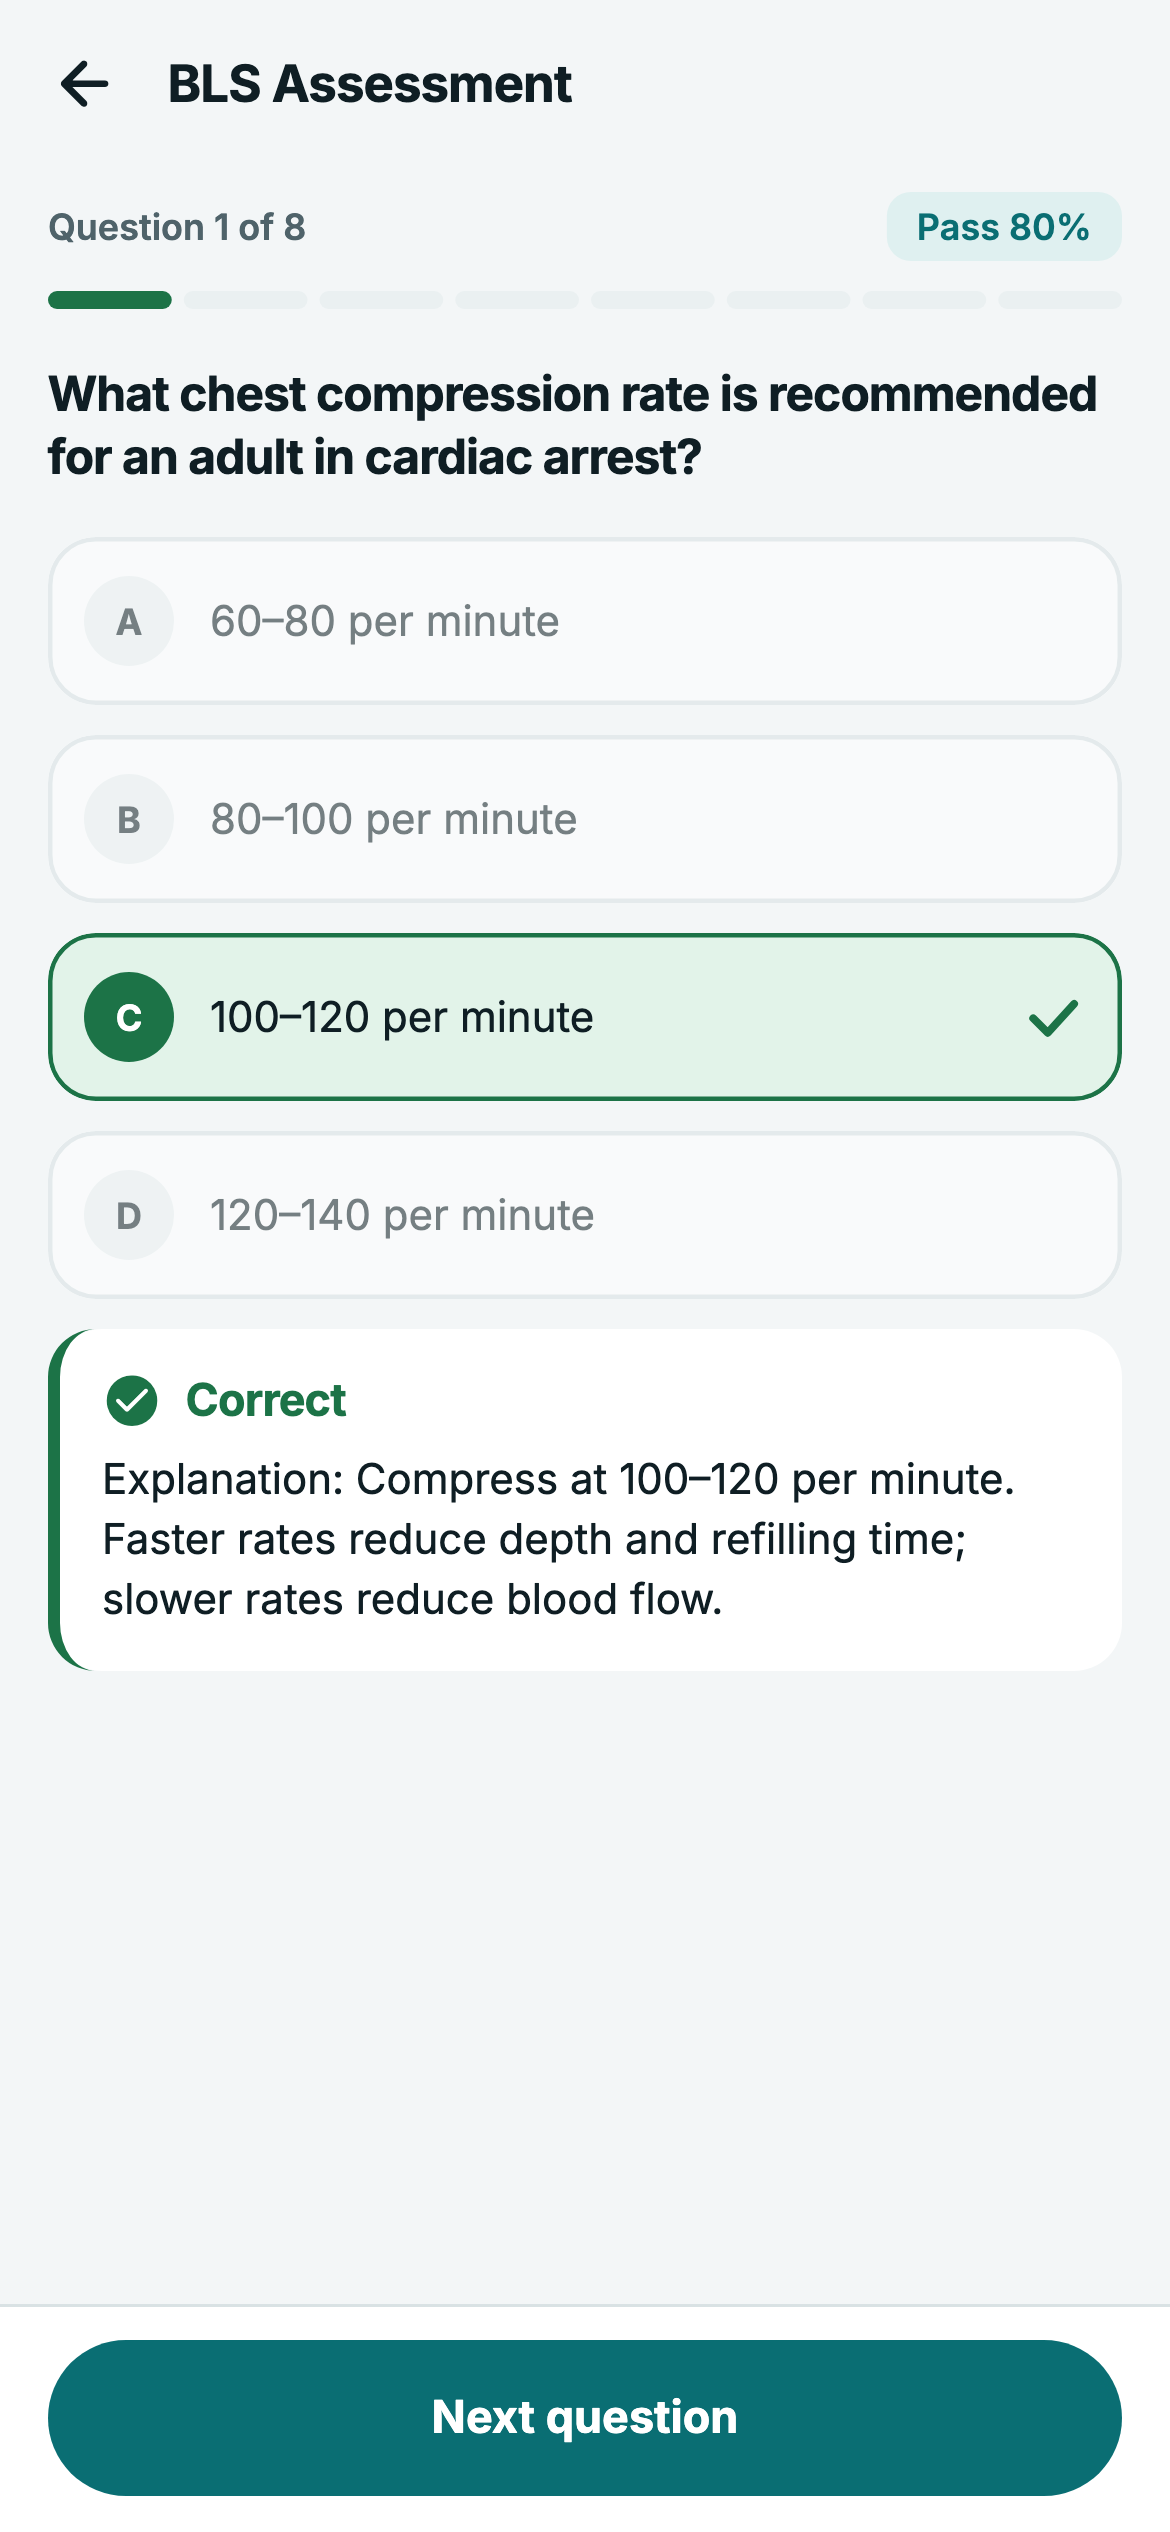 BLS Assessment
Question 1 of 8
Pass 80%
What chest compression rate is recommended
for an adult in cardiac arrest?
A
60–80 per minute
B
80–100 per minute
C
100–120 per minute
D
120–140 per minute
Correct
Explanation: Compress at 100–120 per minute.
Faster rates reduce depth and refilling time;
slower rates reduce blood flow.
Next question